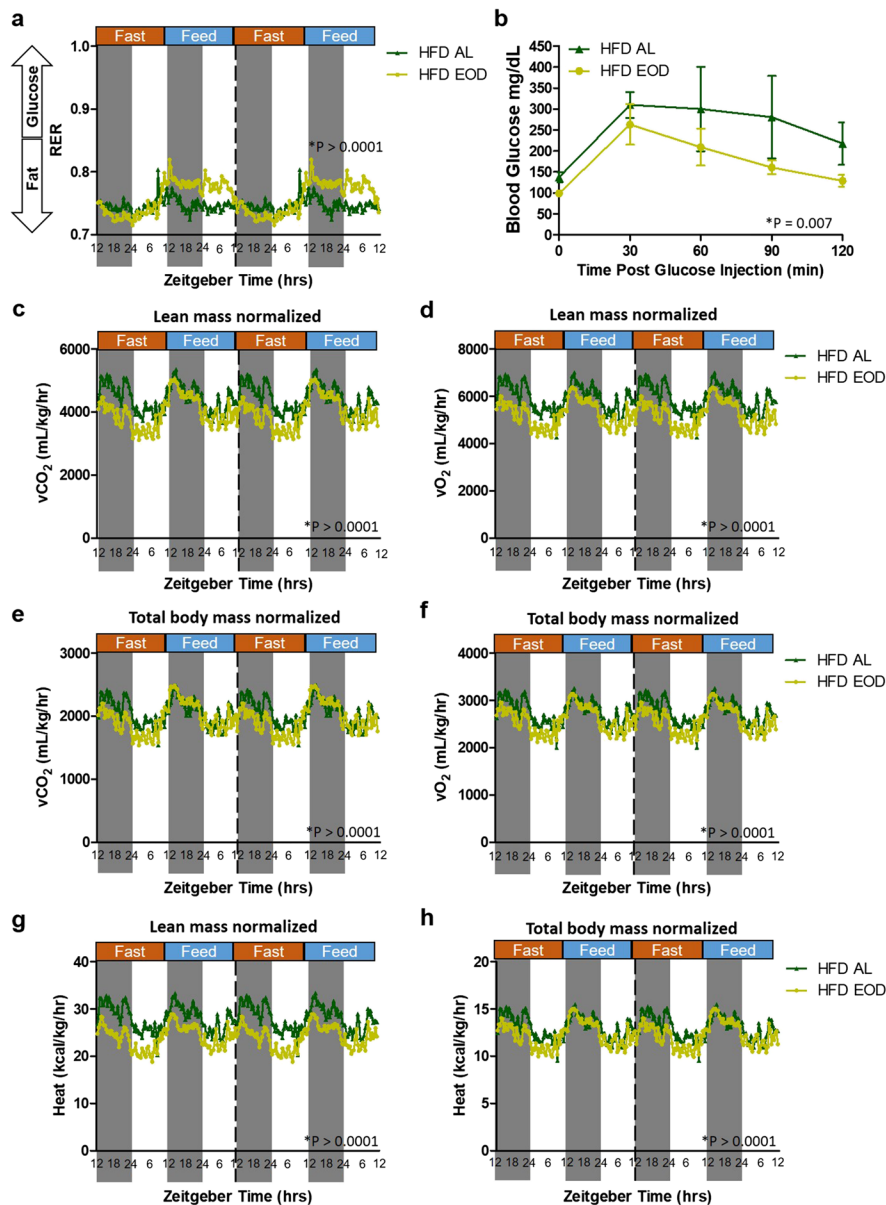 a
Fast Feed Fast Feed
HFD AL
HFD EOD
Glucose
Fat
RER
1.0
0.9
0.8
0.7
*P > 0.0001
12 18 24 6 12 18 24 6 12 18 24 6 12 18 24 6 12
Zeitgeber Time (hrs)
b
HFD AL
HFD EOD
Blood Glucose mg/dL
450
400
350
300
250
200
150
100
50
0
*P = 0.007
0 30 60 90 120
Time Post Glucose Injection (min)
c
Lean mass normalized
Fast Feed Fast Feed
vCO2 (mL/kg/hr)
6000
4000
2000
0
*P > 0.0001
12 18 24 6 12 18 24 6 12 18 24 6 12 18 24 6 12
Zeitgeber Time (hrs)
d
Lean mass normalized
Fast Feed Fast Feed
HFD AL
HFD EOD
vO2 (mL/kg/hr)
8000
6000
4000
2000
0
*P > 0.0001
12 18 24 6 12 18 24 6 12 18 24 6 12 18 24 6 12
Zeitgeber Time (hrs)
e
Total body mass normalized
Fast Feed Fast Feed
vCO2 (mL/kg/hr)
3000
2000
1000
0
*P > 0.0001
12 18 24 6 12 18 24 6 12 18 24 6 12 18 24 6 12
Zeitgeber Time (hrs)
f
Total body mass normalized
Fast Feed Fast Feed
HFD AL
HFD EOD
vO2 (mL/kg/hr)
4000
3000
2000
1000
0
*P > 0.0001
12 18 24 6 12 18 24 6 12 18 24 6 12 18 24 6 12
Zeitgeber Time (hrs)
g
Lean mass normalized
Fast Feed Fast Feed
Heat (kcal/kg/hr)
40
30
20
10
0
*P > 0.0001
12 18 24 6 12 18 24 6 12 18 24 6 12 18 24 6 12
Zeitgeber Time (hrs)
h
Total body mass normalized
Fast Feed Fast Feed
HFD AL
HFD EOD
Heat (kcal/kg/hr)
20
15
10
5
0
*P > 0.0001
12 18 24 6 12 18 24 6 12 18 24 6 12 18 24 6 12
Zeitgeber Time (hrs)